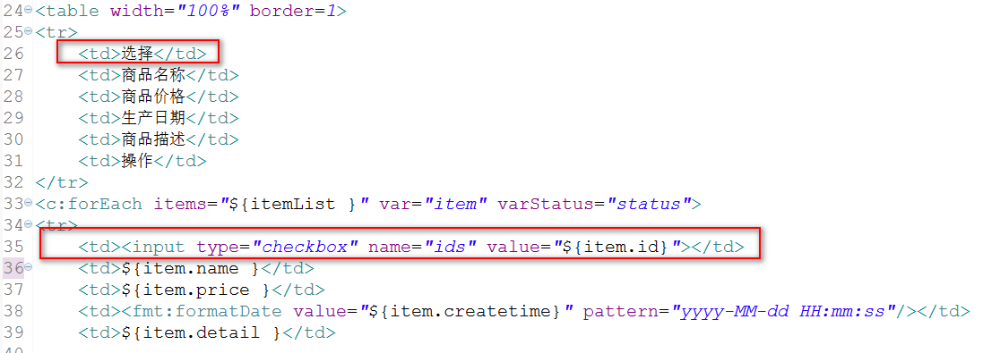 24 <table width="100%" border=1>
25 <tr>
26 <td>选择</td>
27 <td>商品名称</td>
28 <td>商品价格</td>
29 <td>生产日期</td>
30 <td>商品描述</td>
31 <td>操作</td>
32 </tr>
33 <c:forEach items="${itemList }" var="item" varStatus="status">
34 <tr>
35 <td><input type="checkbox" name="ids" value="${item.id}"></td>
36 <td>${item.name }</td>
37 <td>${item.price }</td>
38 <td><fmt:formatDate value="${item.createtime}" pattern="yyyy-MM-dd HH:mm:ss"/></td>
39 <td>${item.detail }</td>